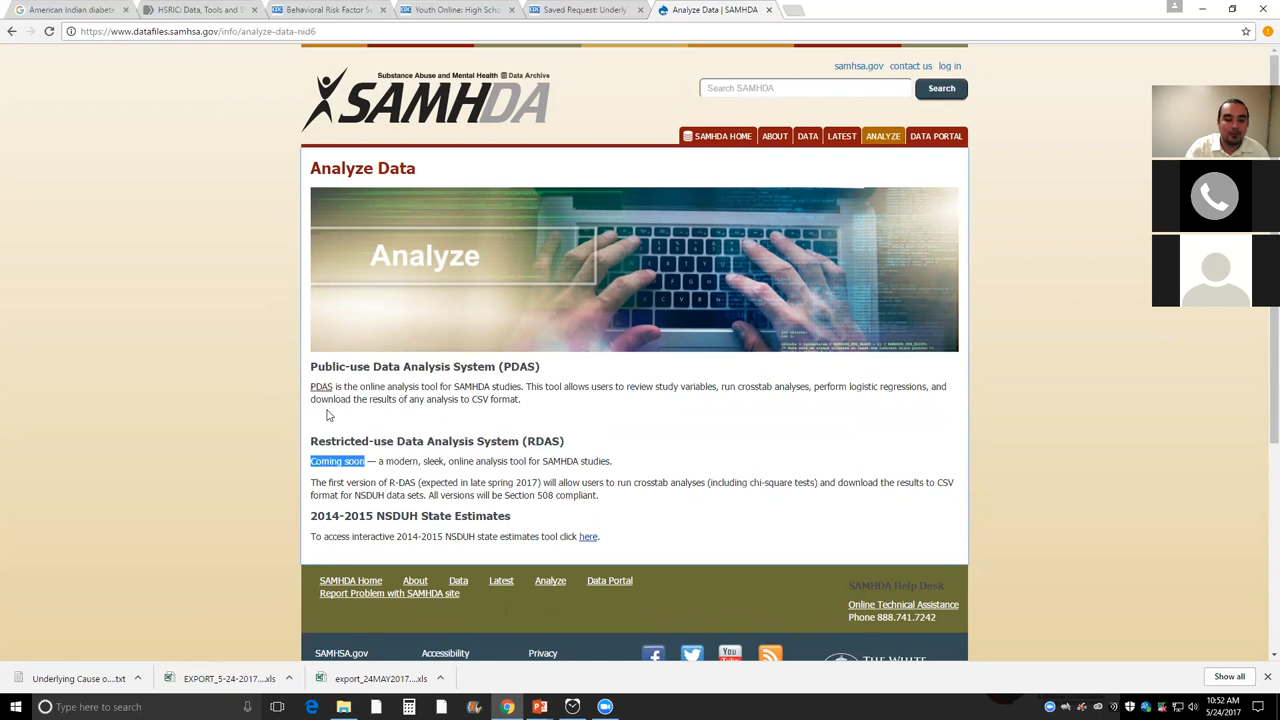 American Indian diabete
HSRIC: Data, Tools and S
Behavioral Risk Factor Su
Youth Online: High Scho
Saved Request: Underly
Analyze Data | SAMHDA
https://www.datafiles.samhsa.gov/info/analyze-data-nid6
samhsa.gov contact us log in
Substance Abuse and Mental Health Data Archive
SAMHDA
Search SAMHDA
Search
SAMHDA HOME ABOUT DATA LATEST ANALYZE DATA PORTAL
Analyze Data
Analyze
Public-use Data Analysis System (PDAS)
PDAS is the online analysis tool for SAMHDA studies. This tool allows users to review study variables, run crosstab analyses, perform logistic regressions, and
download the results of any analysis to CSV format.
Restricted-use Data Analysis System (RDAS)
Coming soon — a modern, sleek, online analysis tool for SAMHDA studies.
The first version of R-DAS (expected in late spring 2017) will allow users to run crosstab analyses (including chi-square tests) and download the results to CSV
format for NSDUH data sets. All versions will be Section 508 compliant.
2014-2015 NSDUH State Estimates
To access interactive 2014-2015 NSDUH state estimates tool click here.
SAMHDA Home About Data Latest Analyze Data Portal
Report Problem with SAMHDA site
SAMHDA Help Desk
Online Technical Assistance
Phone 888.741.7242
SAMHSA.gov Accessibility Privacy
You
THE WHITE
Underlying Cause o....txt
EXPORT_5-24-2017....xls
export_24MAY2017....xls
Show all
Type here to search
10:52 AM
5/24/2017